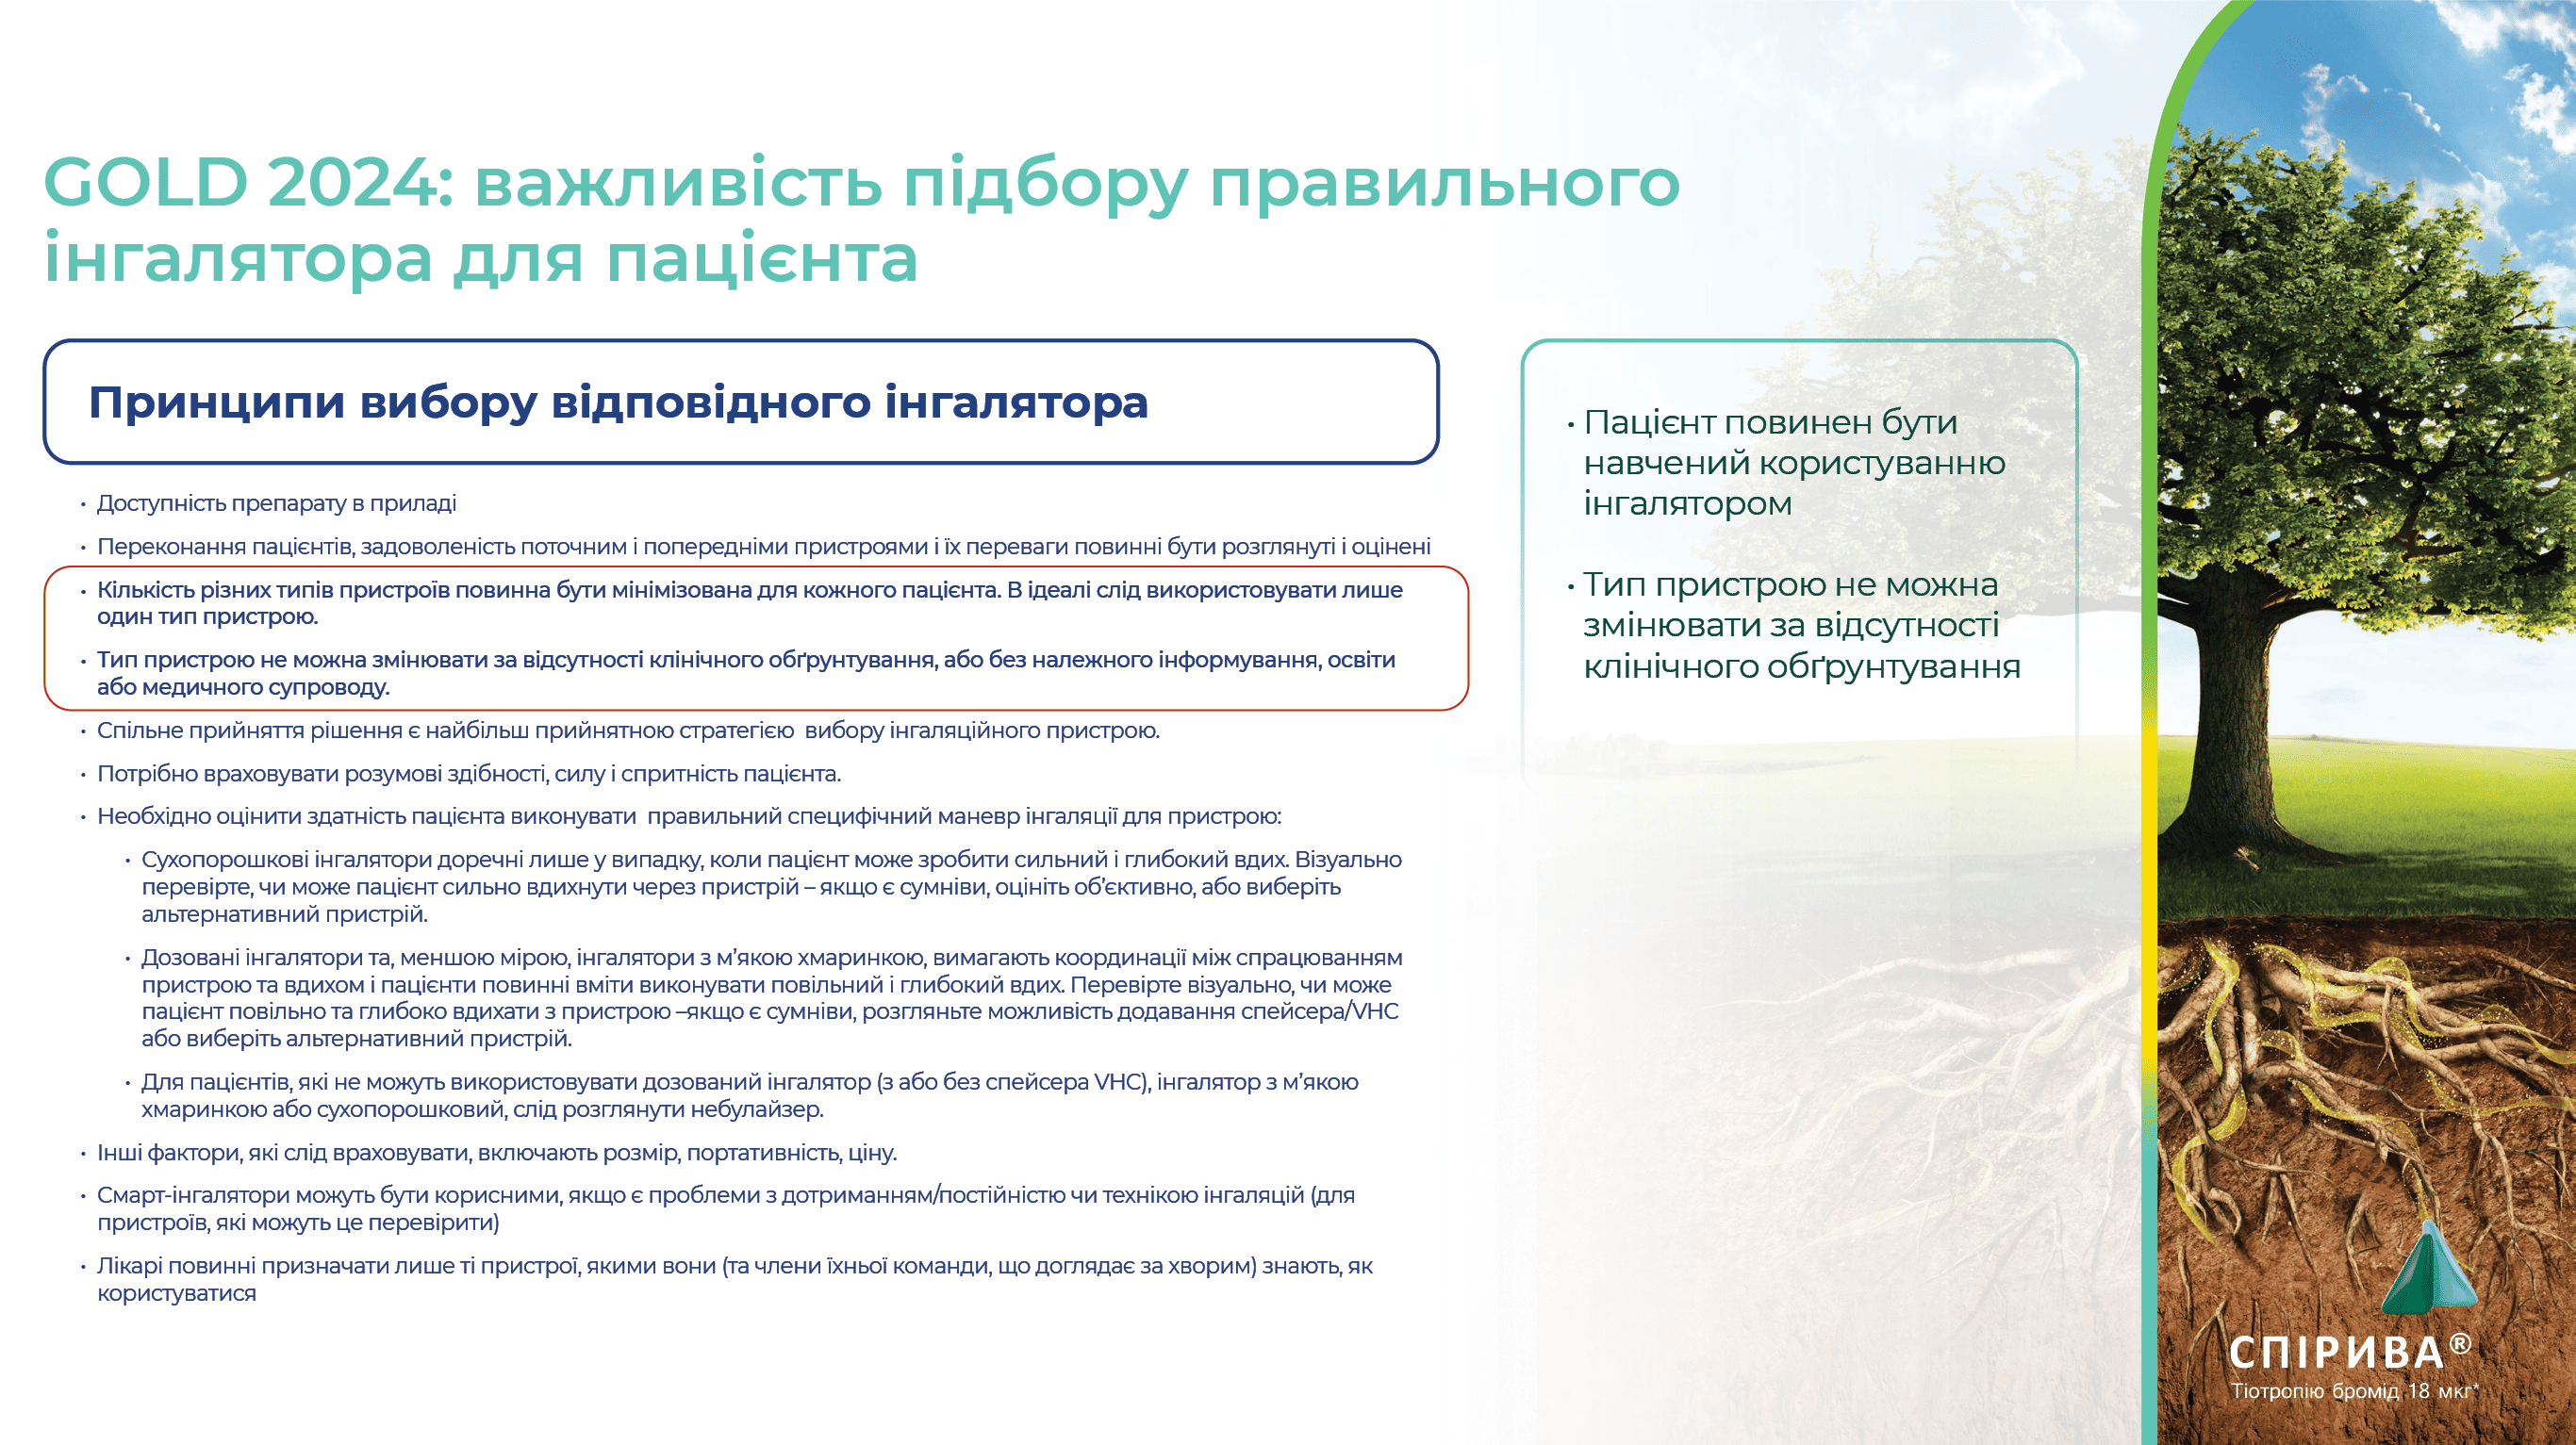 GOLD 2024: важливість підбору правильного
інгалятора для пацієнта
Принципи вибору відповідного інгалятора
• Доступність препарату в приладі
• Переконання пацієнтів, задоволеність поточним і попередніми пристроями і їх переваги повинні бути розглянуті і оцінені
• Кількість різних типів пристроїв повинна бути мінімізована для кожного пацієнта. В ідеалі слід використовувати лише
один тип пристрою.
• Тип пристрою не можна змінювати за відсутності клінічного обґрунтування, або без належного інформування, освіти
або медичного супроводу.
• Спільне прийняття рішення є найбільш прийнятною стратегією вибору інгаляційного пристрою.
• Потрібно враховувати розумові здібності, силу і спритність пацієнта.
• Необхідно оцінити здатність пацієнта виконувати правильний специфічний маневр інгаляції для пристрою:
• Сухопорошкові інгалятори доречні лише у випадку, коли пацієнт може зробити сильний і глибокий вдих. Візуально
перевірте, чи може пацієнт сильно вдихнути через пристрій – якщо є сумніви, оцініть об’єктивно, або виберіть
альтернативний пристрій.
• Дозовані інгалятори та, меншою мірою, інгалятори з м’якою хмаринкою, вимагають координації між спрацюванням
пристрою та вдихом і пацієнти повинні вміти виконувати повільний і глибокий вдих. Перевірте візуально, чи може
пацієнт повільно та глибоко вдихати з пристрою –якщо є сумніви, розгляньте можливість додавання спейсера/VHC
або виберіть альтернативний пристрій.
• Для пацієнтів, які не можуть використовувати дозований інгалятор (з або без спейсера VHC), інгалятор з м’якою
хмаринкою або сухопорошковий, слід розглянути небулайзер.
• Інші фактори, які слід враховувати, включають розмір, портативність, ціну.
• Смарт-інгалятори можуть бути корисними, якщо є проблеми з дотриманням/постійністю чи технікою інгаляцій (для
пристроїв, які можуть це перевірити)
• Лікарі повинні призначати лише ті пристрої, якими вони (та члени їхньої команди, що доглядає за хворим) знають, як
користуватися
• Пацієнт повинен бути
навчений користуванню
інгалятором
• Тип пристрою не можна
змінювати за відсутності
клінічного обґрунтування
СПІРИВА®
Тіотропію бромід 18 мкг*